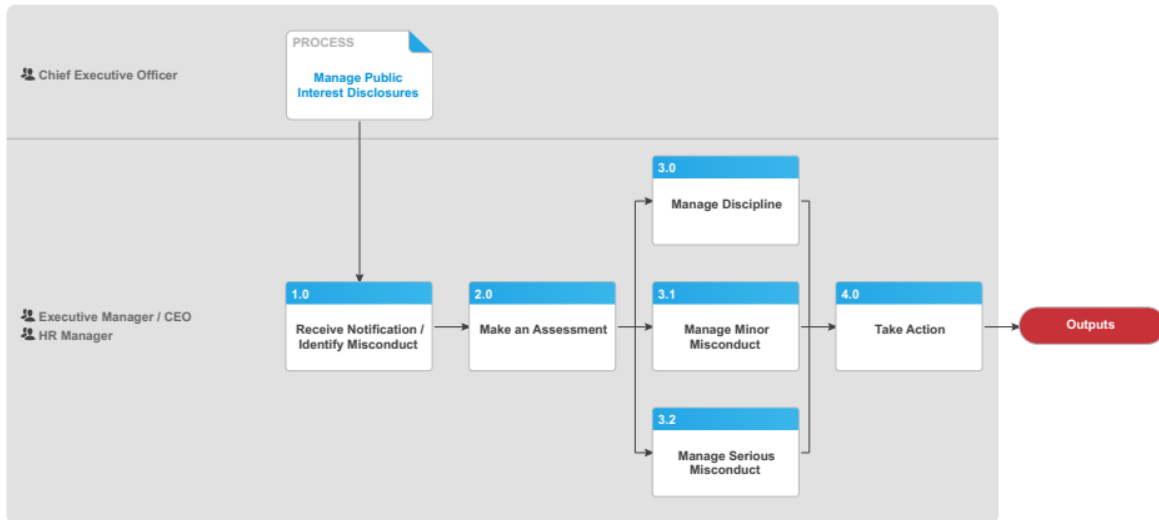 PROCESS
Manage Public
Interest Disclosures
Chief Executive Officer
Executive Manager / CEO
HR Manager
1.0
Receive Notification /
Identify Misconduct
2.0
Make an Assessment
3.0
Manage Discipline
3.1
Manage Minor
Misconduct
3.2
Manage Serious
Misconduct
4.0
Take Action
Outputs